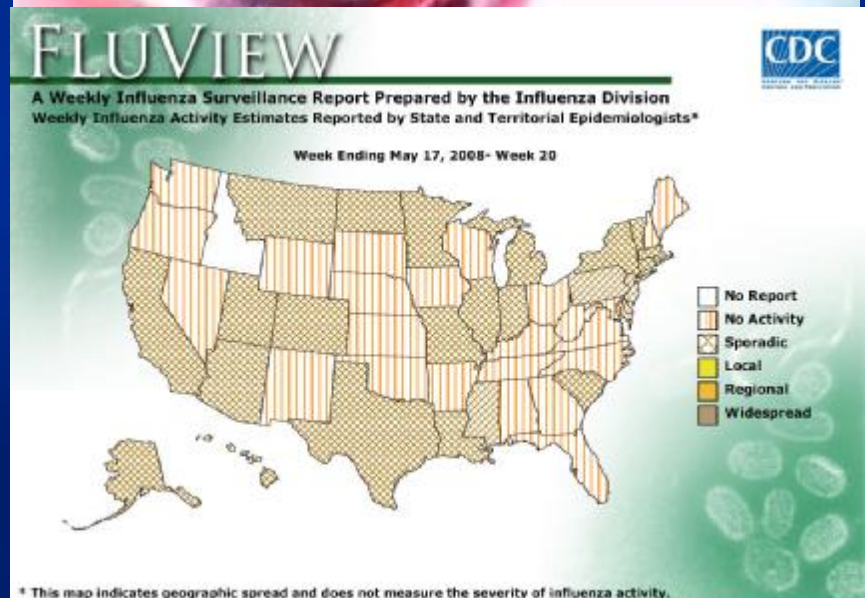 FLUVIEW
CDC
A Weekly Influenza Surveillance Report Prepared by the Influenza Division
Weekly Influenza Activity Estimates Reported by State and Territorial Epidemiologists*
Week Ending May 17, 2008- Week 20
No Report
No Activity
Sporadic
Local
Regional
Widespread
* This map indicates geographic spread and does not measure the severity of influenza activity.